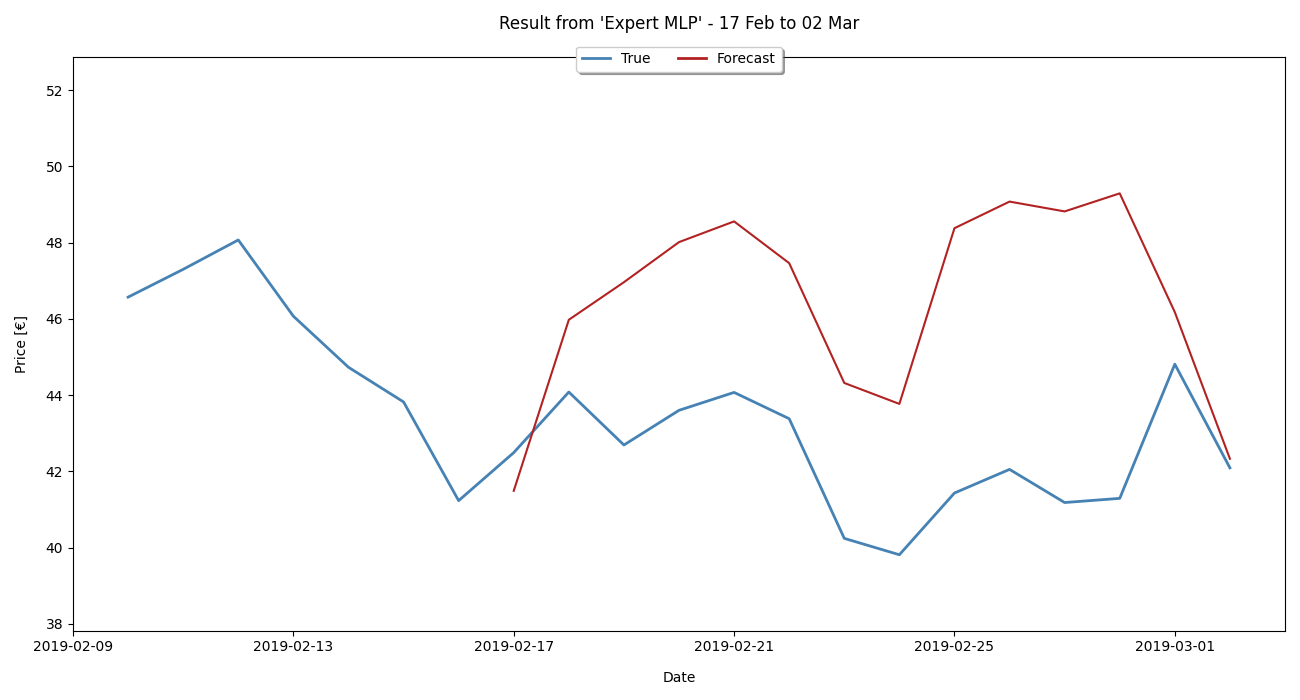 Result from 'Expert MLP' - 17 Feb to 02 Mar
True Forecast
52
50
48
46
44
42
40
38
Price [€]
2019-02-09 2019-02-13 2019-02-17 2019-02-21 2019-02-25 2019-03-01
Date